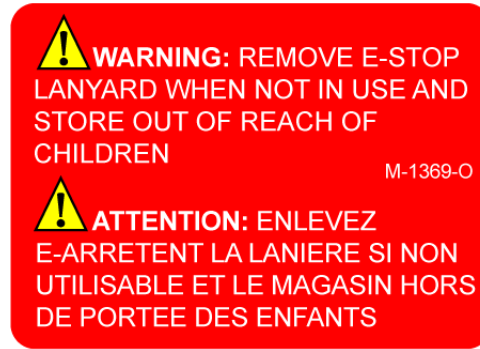 WARNING: REMOVE E-STOP
LANYARD WHEN NOT IN USE AND
STORE OUT OF REACH OF
CHILDREN
M-1369-O
ATTENTION: ENLEVEZ
E-ARRETENT LA LANIERE SI NON
UTILISABLE ET LE MAGASIN HORS
DE PORTEE DES ENFANTS